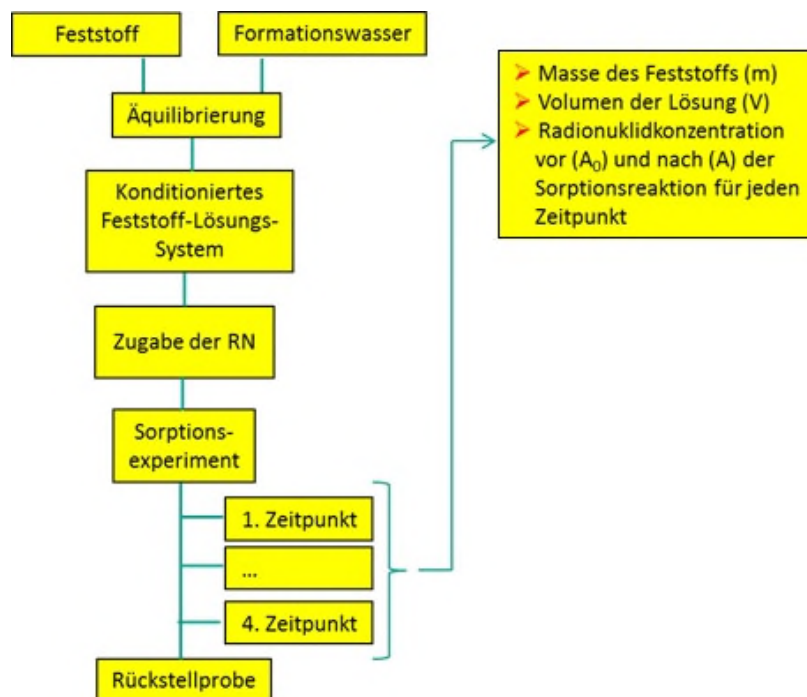 Feststoff
Formationswasser
Äquilibrierung
Konditioniertes
Feststoff-Lösungs-
System
Zugabe der RN
Sorptions-
experiment
1. Zeitpunkt
...
4. Zeitpunkt
Rückstellprobe
Masse des Feststoffs (m)
Volumen der Lösung (V)
Radionuklidkonzentration
vor (A₀) und nach (A) der
Sorptionsreaktion für jeden
Zeitpunkt